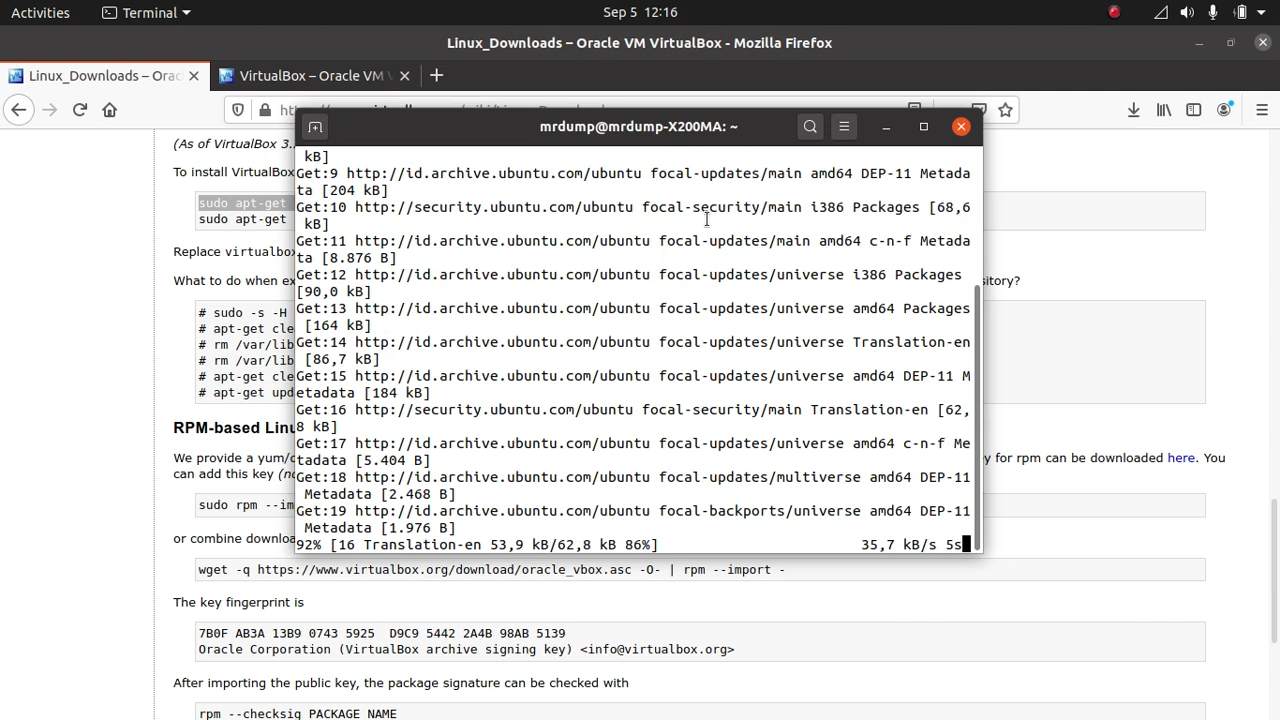 Activities
Terminal
Sep 5 12:16
Linux_Downloads – Oracle VM VirtualBox - Mozilla Firefox
Linux_Downloads – Orac
VirtualBox – Oracle VM V
mrdump@mrdump-X200MA: ~
(As of VirtualBox 3.
To install VirtualBox
sudo apt-get
sudo apt-get
Replace virtualbox
What to do when ex
sitory?
# sudo -s -H
# apt-get cle
# rm /var/lib
# rm /var/lib
# apt-get cle
# apt-get upd
kB]
Get:9 http://id.archive.ubuntu.com/ubuntu focal-updates/main amd64 DEP-11 Metada
ta [204 kB]
Get:10 http://security.ubuntu.com/ubuntu focal-security/main i386 Packages [68,6
kB]
Get:11 http://id.archive.ubuntu.com/ubuntu focal-updates/main amd64 c-n-f Metada
ta [8.876 B]
Get:12 http://id.archive.ubuntu.com/ubuntu focal-updates/universe i386 Packages
[90,0 kB]
Get:13 http://id.archive.ubuntu.com/ubuntu focal-updates/universe amd64 Packages
[164 kB]
Get:14 http://id.archive.ubuntu.com/ubuntu focal-updates/universe Translation-en
[86,7 kB]
Get:15 http://id.archive.ubuntu.com/ubuntu focal-updates/universe amd64 DEP-11 M
etadata [184 kB]
Get:16 http://security.ubuntu.com/ubuntu focal-security/main Translation-en [62,
8 kB]
Get:17 http://id.archive.ubuntu.com/ubuntu focal-updates/universe amd64 c-n-f Me
tadata [5.404 B]
Get:18 http://id.archive.ubuntu.com/ubuntu focal-updates/multiverse amd64 DEP-11
Metadata [2.468 B]
Get:19 http://id.archive.ubuntu.com/ubuntu focal-backports/universe amd64 DEP-11
Metadata [1.976 B]
92% [16 Translation-en 53,9 kB/62,8 kB 86%] 35,7 kB/s 5s
RPM-based Linu
We provide a yum/d
y for rpm can be downloaded here. You
can add this key (no
sudo rpm --im
or combine downloa
wget -q https://www.virtualbox.org/download/oracle_vbox.asc -O- | rpm --import -
The key fingerprint is
7B0F AB3A 13B9 0743 5925 D9C9 5442 2A4B 98AB 5139
Oracle Corporation (VirtualBox archive signing key) <info@virtualbox.org>
After importing the public key, the package signature can be checked with
rpm --checksig PACKAGE_NAME